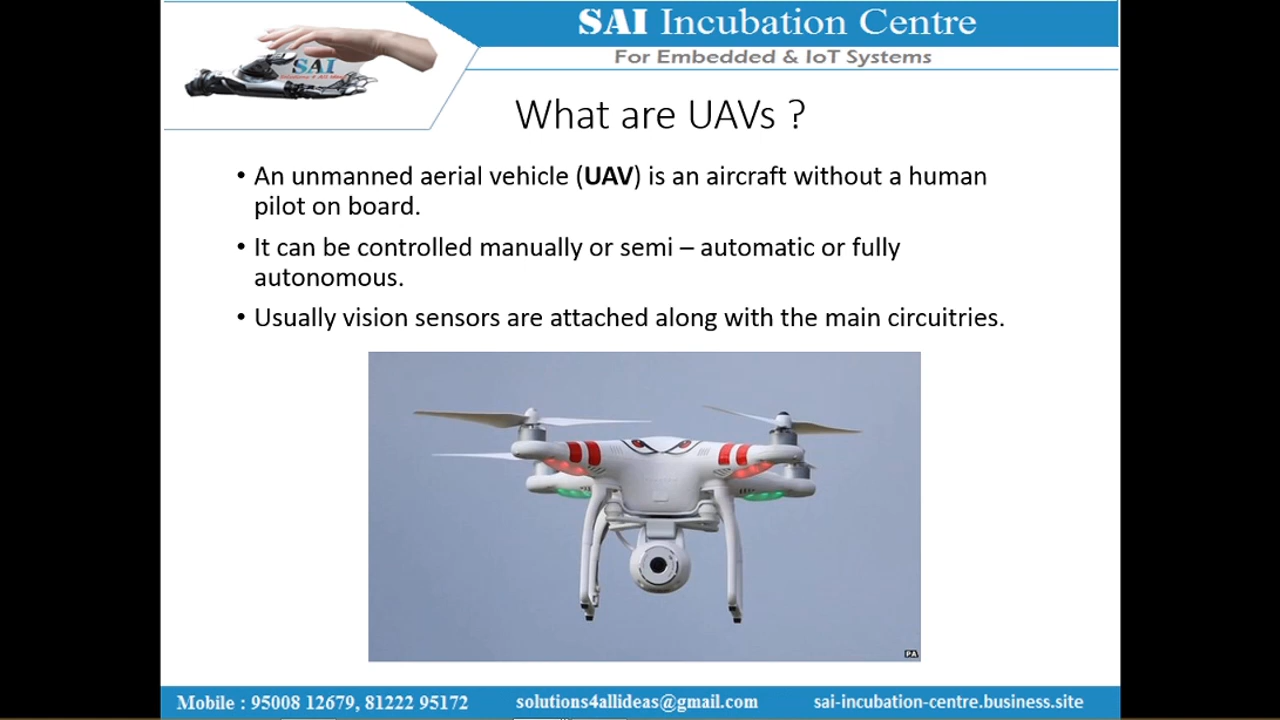 SAI Incubation Centre
For Embedded & IoT Systems
SAI
What are UAVs ?
• An unmanned aerial vehicle (UAV) is an aircraft without a human
pilot on board.
• It can be controlled manually or semi – automatic or fully
autonomous.
• Usually vision sensors are attached along with the main circuitries.
PA
Mobile : 95008 12679, 81222 95172 solutions4allideas@gmail.com sai-incubation-centre.business.site